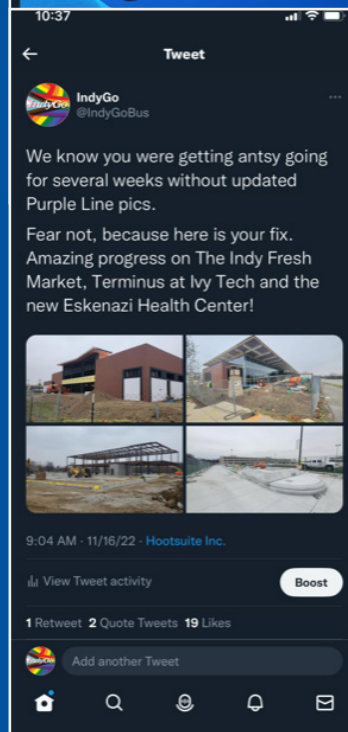 10:37
Tweet
IndyGo
IndyGo
@IndyGoBus
We know you were getting antsy going
for several weeks without updated
Purple Line pics.
Fear not, because here is your fix.
Amazing progress on The Indy Fresh
Market, Terminus at Ivy Tech and the
new Eskenazi Health Center!
9:04 AM · 11/16/22 · Hootsuite Inc.
View Tweet activity
Boost
1 Retweet 2 Quote Tweets 19 Likes
IndyGo
Add another Tweet